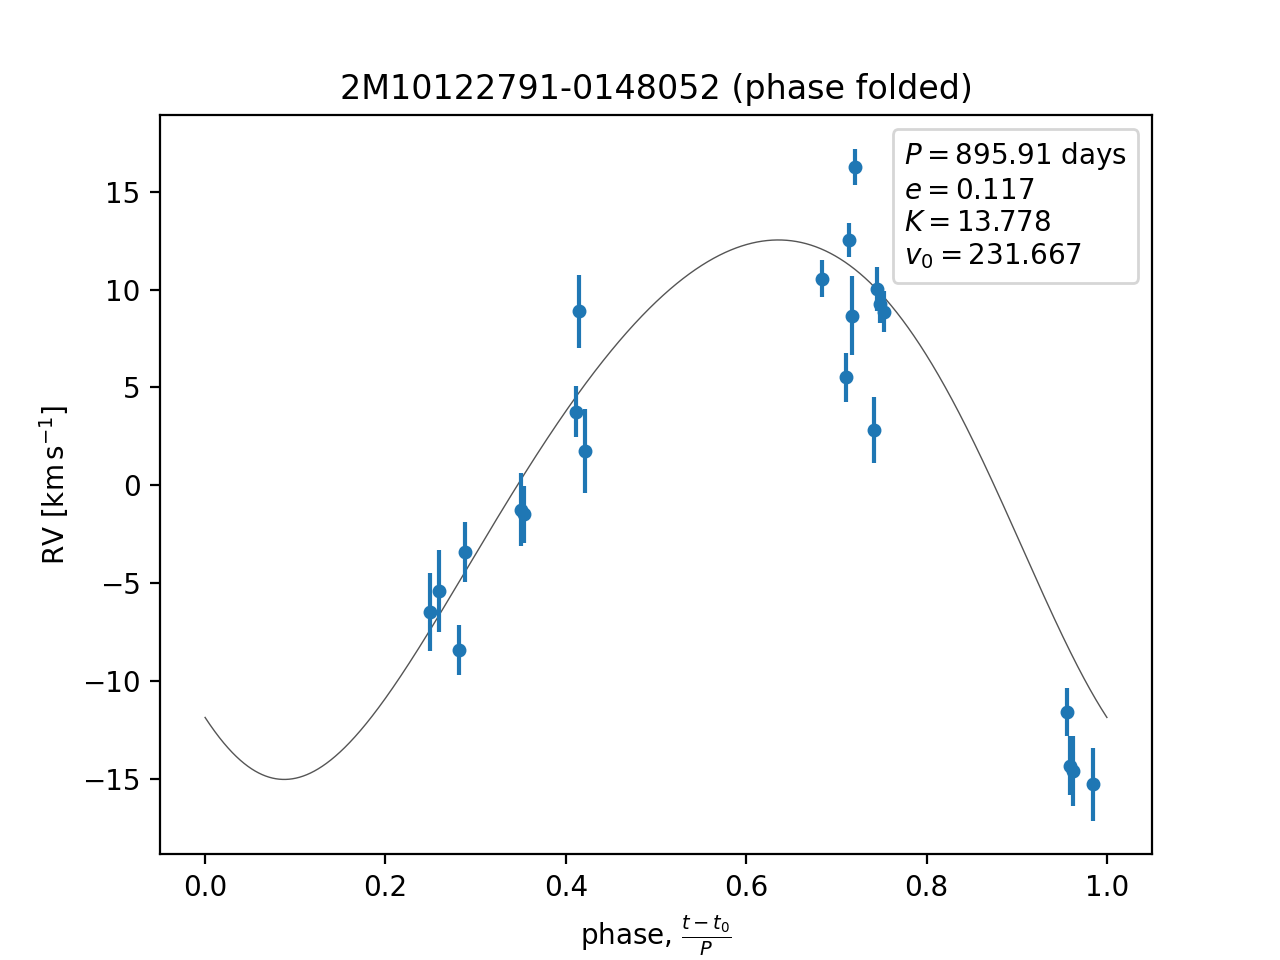 2M10122791-0148052 (phase folded)
P = 895.91 days
e = 0.117
K = 13.778
v₀ = 231.667
RV [km s⁻¹]
15
10
5
0
−5
−10
−15
0.0 0.2 0.4 0.6 0.8 1.0
phase, (t − t₀)/P